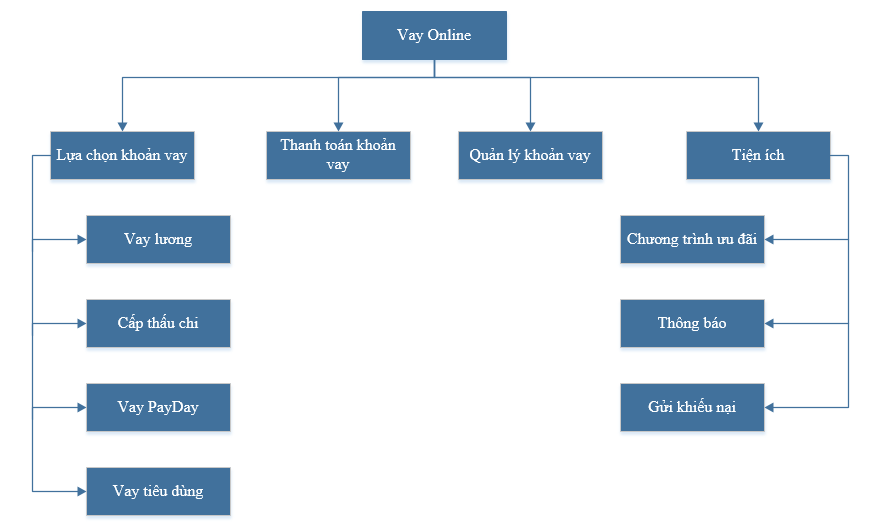 Vay Online
Lựa chọn khoản vay
Thanh toán khoản
vay
Quản lý khoản vay
Tiện ích
Vay lương
Chương trình ưu đãi
Cấp thấu chi
Thông báo
Vay PayDay
Gửi khiếu nại
Vay tiêu dùng